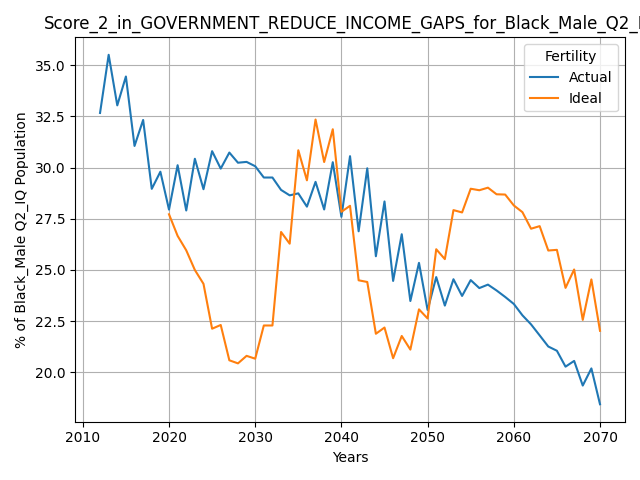 Score_2_in_GOVERNMENT_REDUCE_INCOME_GAPS_for_Black_Male_Q2_I
Fertility
Actual
Ideal
% of Black_Male Q2_IQ Population
35.0
32.5
30.0
27.5
25.0
22.5
20.0
2010 2020 2030 2040 2050 2060 2070
Years